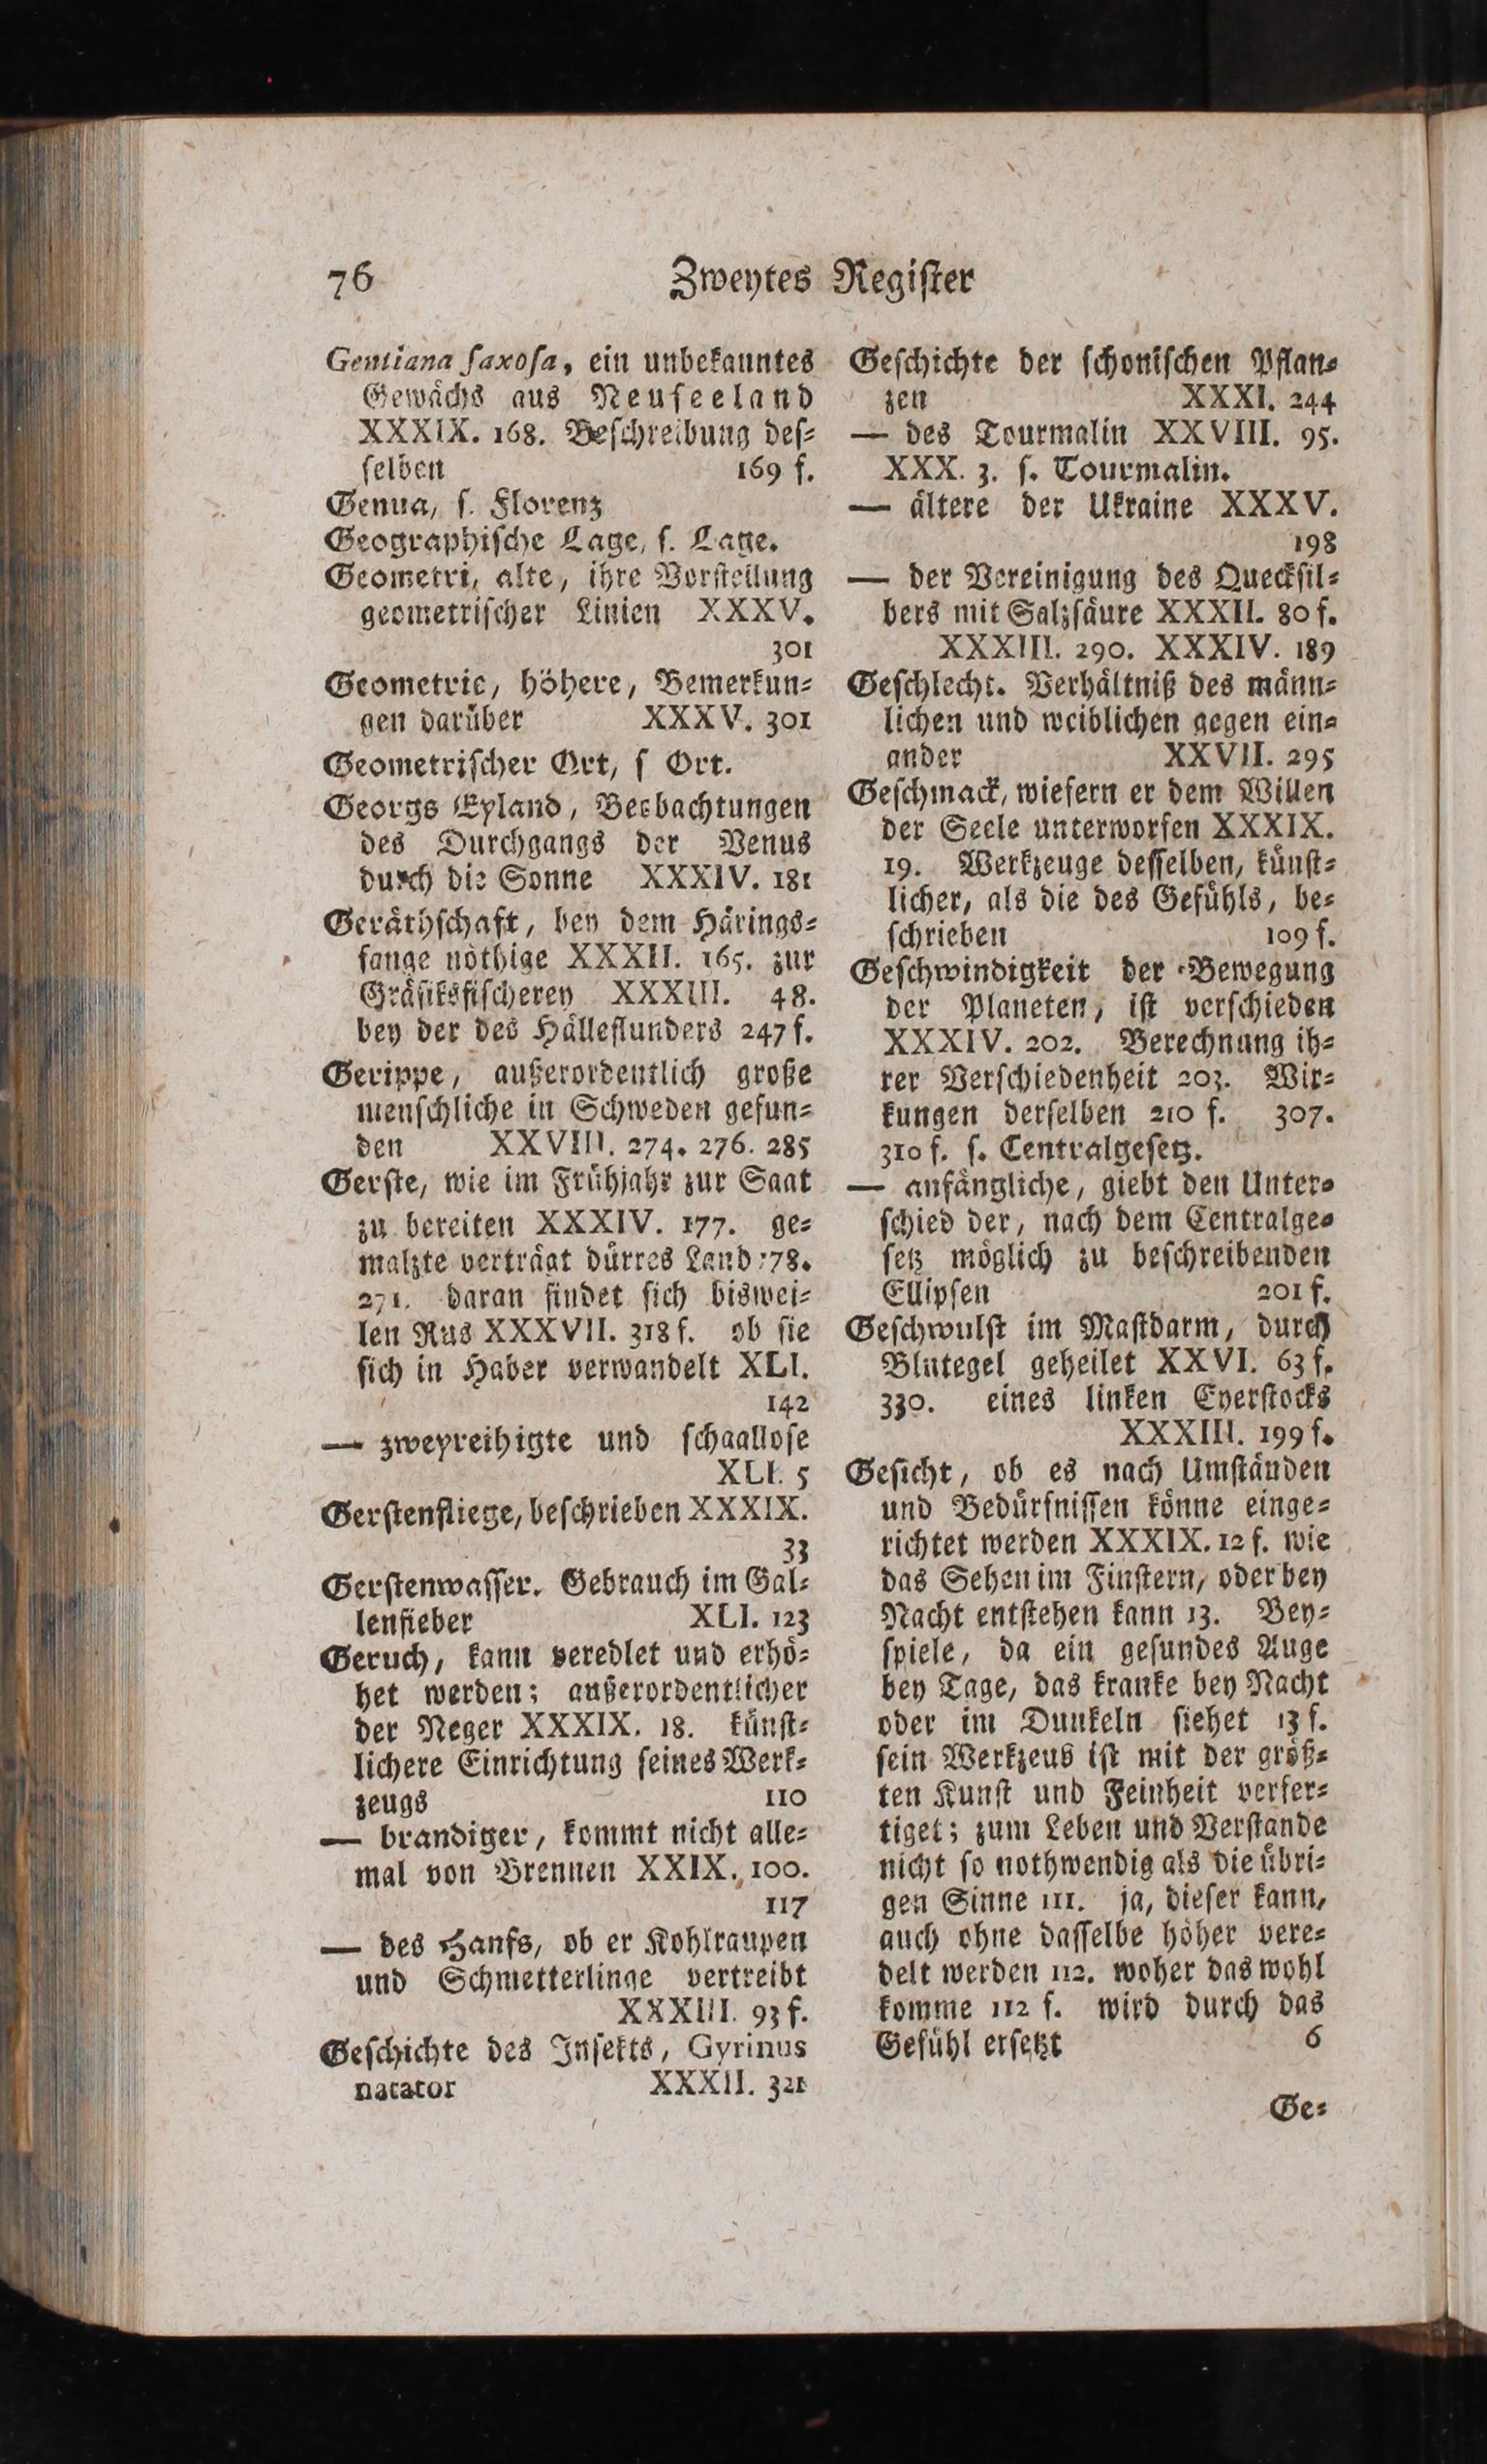 76 Zweytes Regiſter
Gentiana ſaxoſa, ein unbekanntes
Gewächs aus Neuſeeland
XXXIX. 168. Beſchreibung deſ⸗
ſelben 169 f.
Genua, ſ. Florenz
Geographiſche Lage, ſ. Lage.
Geometri, alte, ihre Vorſtellung
geometriſcher Linien XXXV.
301
Geometrie, höhere, Bemerkun⸗
gen darüber XXXV. 301
Geometriſcher Ort, ſ Ort.
Georgs Eyland, Beobachtungen
des Durchgangs der Venus
durch die Sonne XXXIV. 181
Geräthſchaft, bey dem Härings⸗
fange nöthige XXXII. 165. zur
Gräſiksfiſcherey XXXIII. 48.
bey der des Hälleflunders 247 f.
Gerippe, außerordentlich große
menſchliche in Schweden gefun⸗
den XXVIII. 274. 276. 285
Gerſte, wie im Frühjahr zur Saat
zu bereiten XXXIV. 177. ge⸗
malzte verträgt dürres Land 178.
271. daran findet ſich biswei⸗
len Rus XXXVII. 318 f. ob ſie
ſich in Haber verwandelt XLI.
142
— zweyreihigte und ſchaalloſe
XLI. 5
Gerſtenfliege, beſchrieben XXXIX.
33
Gerſtenwaſſer. Gebrauch im Gal⸗
lenfieber XLI. 123
Geruch, kann veredlet und erhö⸗
het werden; außerordentlicher
der Neger XXXIX. 18. künſt⸗
lichere Einrichtung ſeines Werk⸗
zeugs 110
— brandiger, kommt nicht alle⸗
mal von Brennen XXIX. 100.
117
— des Hanfs, ob er Kohlraupen
und Schmetterlinge vertreibt
XXXIII. 93 f.
Geſchichte des Inſekts, Gyrinus
natator XXXII. 321
Geſchichte der ſchoniſchen Pflan⸗
zen XXXI. 244
— des Tourmalin XXVIII. 95.
XXX. 3. ſ. Tourmalin.
— ältere der Ukraine XXXV.
198
— der Vereinigung des Queckſil⸗
bers mit Salzſäure XXXII. 80 f.
XXXIII. 290. XXXIV. 189
Geſchlecht. Verhältniß des männ⸗
lichen und weiblichen gegen ein⸗
ander XXVII. 295
Geſchmack, wiefern er dem Willen
der Seele unterworfen XXXIX.
19. Werkzeuge deſſelben, künſt⸗
licher, als die des Gefühls, be⸗
ſchrieben 109 f.
Geſchwindigkeit der Bewegung
der Planeten, iſt verſchieden
XXXIV. 202. Berechnung ih⸗
rer Verſchiedenheit 203. Wir⸗
kungen derſelben 210 f. 307.
310 f. ſ. Centralgeſetz.
— anfängliche, giebt den Unter⸗
ſchied der, nach dem Centralge⸗
ſetz möglich zu beſchreibenden
Ellipſen 201 f.
Geſchwulſt im Maſtdarm, durch
Blutegel geheilet XXVI. 63 f.
330. eines linken Eyerſtocks
XXXIII. 199 f.
Geſicht, ob es nach Umſtänden
und Bedürfniſſen könne einge⸗
richtet werden XXXIX. 12 f. wie
das Sehen im Finſtern, oder bey
Nacht entſtehen kann 13. Bey⸗
ſpiele, da ein geſundes Auge
bey Tage, das kranke bey Nacht
oder im Dunkeln ſiehet 13 f.
ſein Werkzeug iſt mit der größ⸗
ten Kunſt und Feinheit verfer⸗
tiget; zum Leben und Verſtande
nicht ſo nothwendig als die übri⸗
gen Sinne 111. ja, dieſer kann,
auch ohne daſſelbe höher vere⸗
delt werden 112. woher das wohl
komme 112 f. wird durch das
Gefühl erſetzt 6
Ge⸗